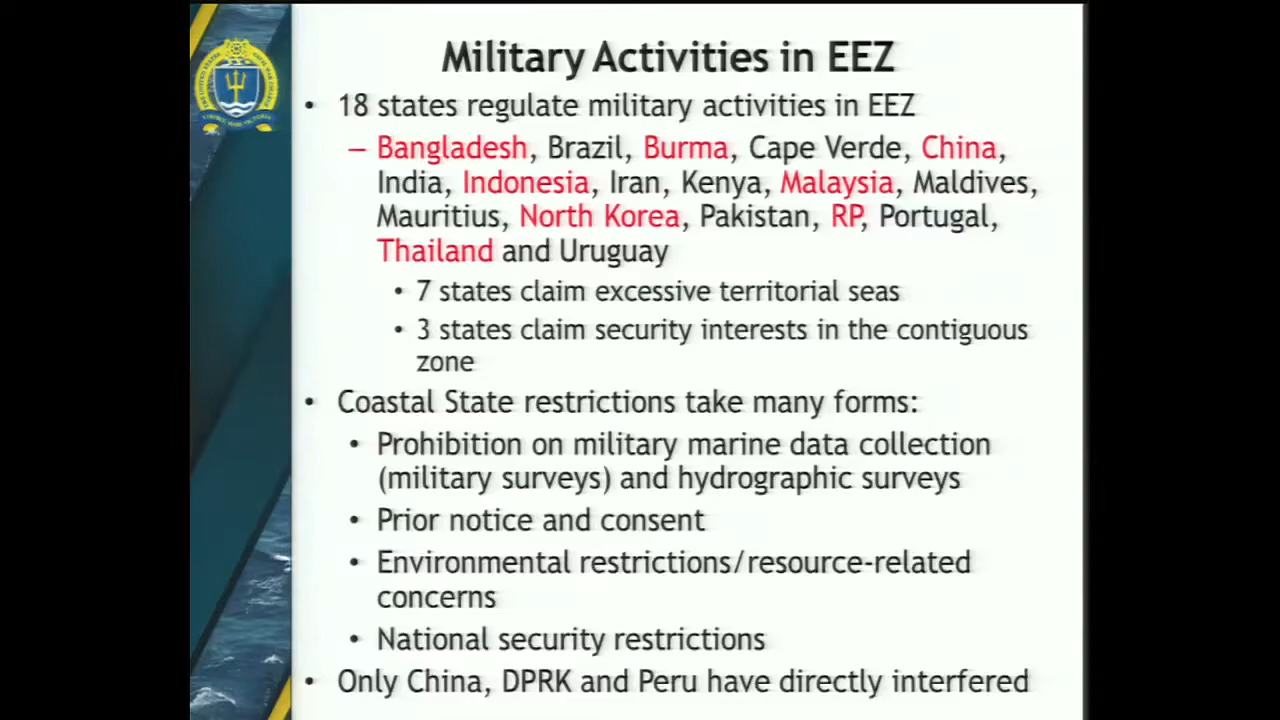 Military Activities in EEZ
• 18 states regulate military activities in EEZ
– Bangladesh, Brazil, Burma, Cape Verde, China,
India, Indonesia, Iran, Kenya, Malaysia, Maldives,
Mauritius, North Korea, Pakistan, RP, Portugal,
Thailand and Uruguay
• 7 states claim excessive territorial seas
• 3 states claim security interests in the contiguous
zone
• Coastal State restrictions take many forms:
• Prohibition on military marine data collection
(military surveys) and hydrographic surveys
• Prior notice and consent
• Environmental restrictions/resource-related
concerns
• National security restrictions
• Only China, DPRK and Peru have directly interfered